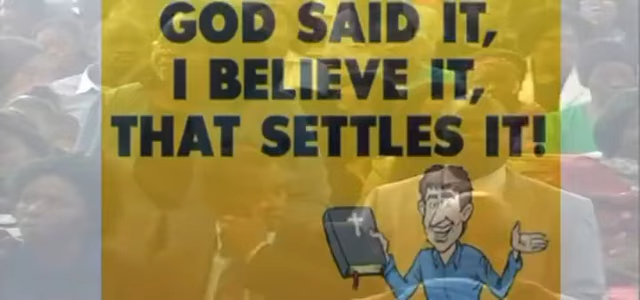 GOD SAID IT,
I BELIEVE IT,
THAT SETTLES IT!